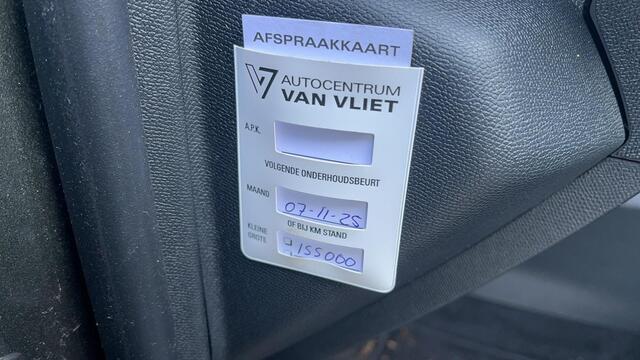 AFSPRAAKKAART
AUTOCENTRUM
VAN VLIET
A.P.K.
VOLGENDE ONDERHOUDSBEURT
MAAND
07-11-25
OF BIJ KM STAND
KLEINE
GROTE
155000